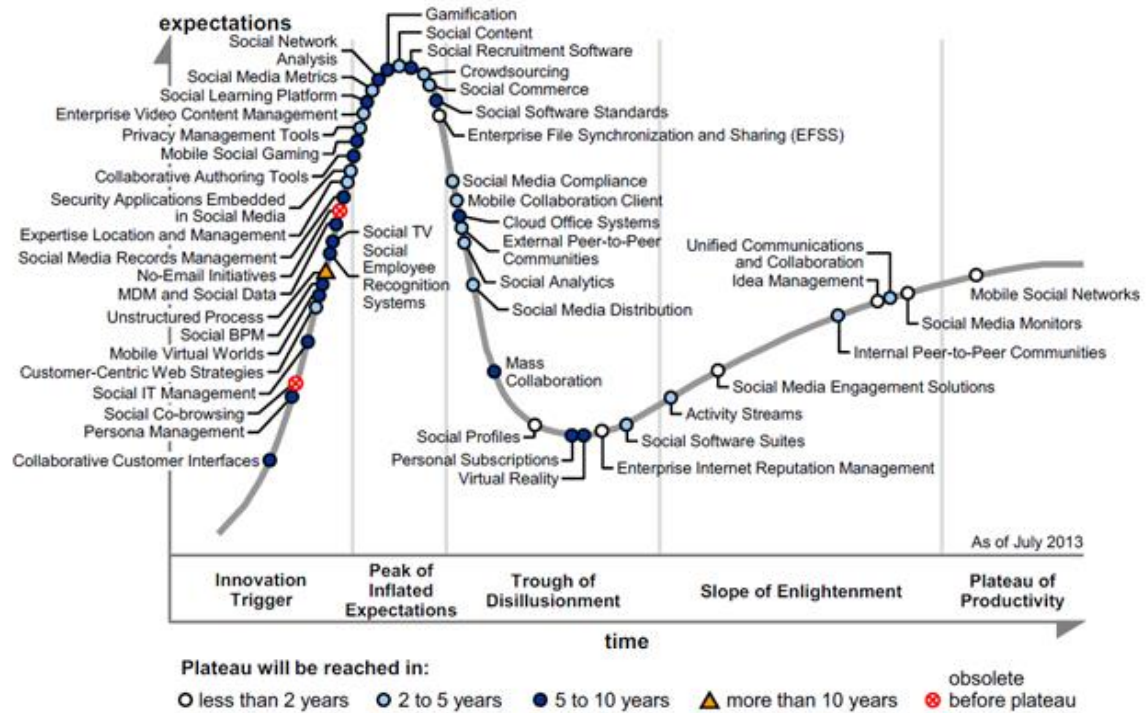 expectations
Gamification
Social Content
Social Recruitment Software
Crowdsourcing
Social Commerce
Social Software Standards
Enterprise File Synchronization and Sharing (EFSS)
Social Network
Analysis
Social Media Metrics
Social Learning Platform
Enterprise Video Content Management
Privacy Management Tools
Mobile Social Gaming
Collaborative Authoring Tools
Security Applications Embedded
in Social Media
Expertise Location and Management
Social Media Records Management
No-Email Initiatives
MDM and Social Data
Unstructured Process
Social BPM
Mobile Virtual Worlds
Customer-Centric Web Strategies
Social IT Management
Social Co-browsing
Persona Management
Collaborative Customer Interfaces
Social TV
Social
Employee
Recognition
Systems
Social Media Compliance
Mobile Collaboration Client
Cloud Office Systems
External Peer-to-Peer
Communities
Social Analytics
Social Media Distribution
Mass
Collaboration
Social Profiles
Personal Subscriptions
Virtual Reality
Enterprise Internet Reputation Management
Social Software Suites
Activity Streams
Social Media Engagement Solutions
Internal Peer-to-Peer Communities
Unified Communications
and Collaboration
Idea Management
Social Media Monitors
Mobile Social Networks
As of July 2013
Innovation
Trigger
Peak of
Inflated
Expectations
Trough of
Disillusionment
Slope of Enlightenment
Plateau of
Productivity
time
Plateau will be reached in:
less than 2 years
2 to 5 years
5 to 10 years
more than 10 years
obsolete
before plateau